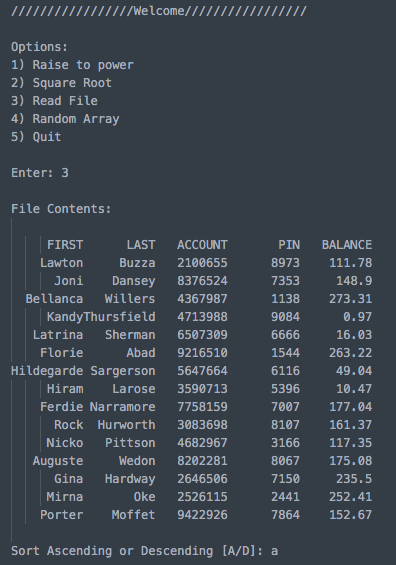 /////////////////Welcome/////////////////
Options:
1) Raise to power
2) Square Root
3) Read File
4) Random Array
5) Quit
Enter: 3
File Contents:
FIRST LAST ACCOUNT PIN BALANCE
Lawton Buzza 2100655 8973 111.78
Joni Dansey 8376524 7353 148.9
Bellanca Willers 4367987 1138 273.31
KandyThursfield 4713988 9084 0.97
Latrina Sherman 6507309 6666 16.03
Florie Abad 9216510 1544 263.22
Hildegarde Sargerson 5647664 6116 49.04
Hiram Larose 3590713 5396 10.47
Ferdie Narramore 7758159 7007 177.04
Rock Hurworth 3083698 8107 161.37
Nicko Pittson 4682967 3166 117.35
Auguste Wedon 8202281 8067 175.08
Gina Hardway 2646506 7150 235.5
Mirna Oke 2526115 2441 252.41
Porter Moffet 9422926 7864 152.67
Sort Ascending or Descending [A/D]: a